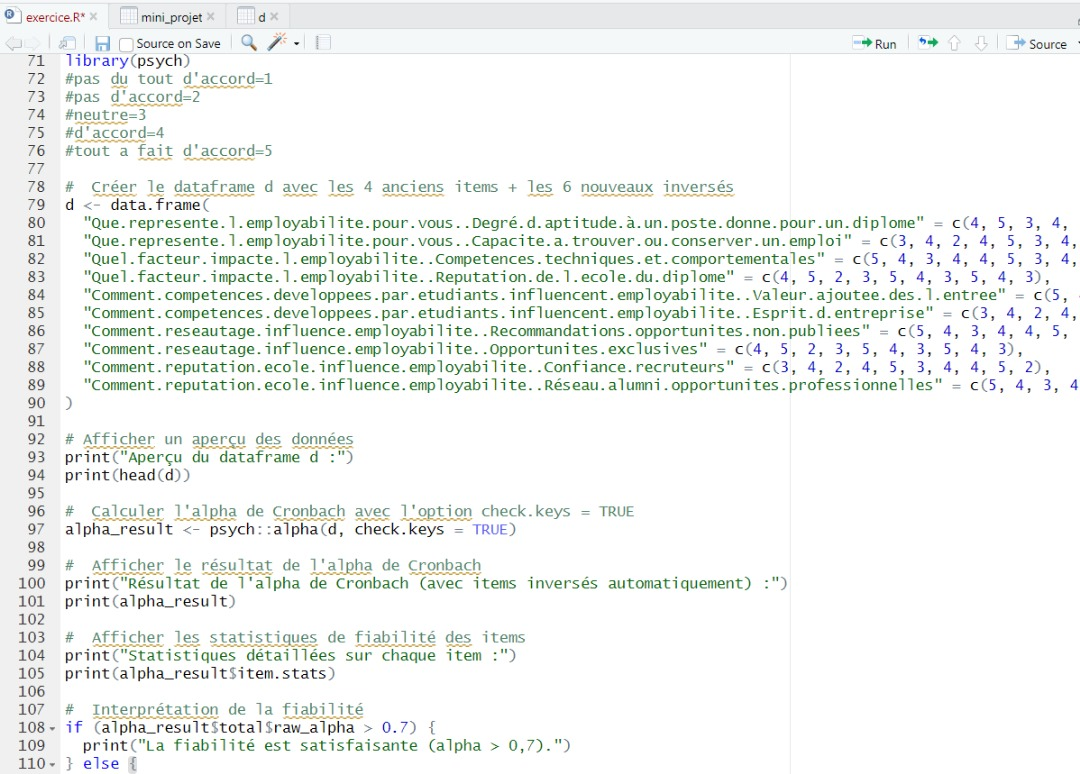 exercice.R* mini_projet d
Source on Save Run Source
71 library(psych)
72 #pas du tout d'accord=1
73 #pas d'accord=2
74 #neutre=3
75 #d'accord=4
76 #tout a fait d'accord=5
77
78 #  Créer le dataframe d avec les 4 anciens items + les 6 nouveaux inversés
79 d <- data.frame(
80   "Que.represente.l.employabilite.pour.vous..Degré.d.aptitude.à.un.poste.donne.pour.un.diplome" = c(4, 5, 3, 4,
81   "Que.represente.l.employabilite.pour.vous..Capacite.a.trouver.ou.conserver.un.emploi" = c(3, 4, 2, 4, 5, 3, 4,
82   "Quel.facteur.impacte.l.employabilite..Competences.techniques.et.comportementales" = c(5, 4, 3, 4, 4, 5, 3, 4,
83   "Quel.facteur.impacte.l.employabilite..Reputation.de.l.ecole.du.diplome" = c(4, 5, 2, 3, 5, 4, 3, 5, 4, 3),
84   "Comment.competences.developpees.par.etudiants.influencent.employabilite..Valeur.ajoutee.des.l.entree" = c(5,
85   "Comment.competences.developpees.par.etudiants.influencent.employabilite..Esprit.d.entreprise" = c(3, 4, 2, 4,
86   "Comment.reseautage.influence.employabilite..Recommandations.opportunites.non.publiees" = c(5, 4, 3, 4, 4, 5,
87   "Comment.reseautage.influence.employabilite..Opportunites.exclusives" = c(4, 5, 2, 3, 5, 4, 3, 5, 4, 3),
88   "Comment.reputation.ecole.influence.employabilite..Confiance.recruteurs" = c(3, 4, 2, 4, 5, 3, 4, 4, 5, 2),
89   "Comment.reputation.ecole.influence.employabilite..Réseau.alumni.opportunites.professionnelles" = c(5, 4, 3, 4
90 )
91
92 # Afficher un aperçu des données
93 print("Aperçu du dataframe d :")
94 print(head(d))
95
96 #  Calculer l'alpha de Cronbach avec l'option check.keys = TRUE
97 alpha_result <- psych::alpha(d, check.keys = TRUE)
98
99 #  Afficher le résultat de l'alpha de Cronbach
100 print("Résultat de l'alpha de Cronbach (avec items inversés automatiquement) :")
101 print(alpha_result)
102
103 #  Afficher les statistiques de fiabilité des items
104 print("Statistiques détaillées sur chaque item :")
105 print(alpha_result$item.stats)
106
107 #  Interprétation de la fiabilité
108 if (alpha_result$total$raw_alpha > 0.7) {
109   print("La fiabilité est satisfaisante (alpha > 0,7).")
110 } else {